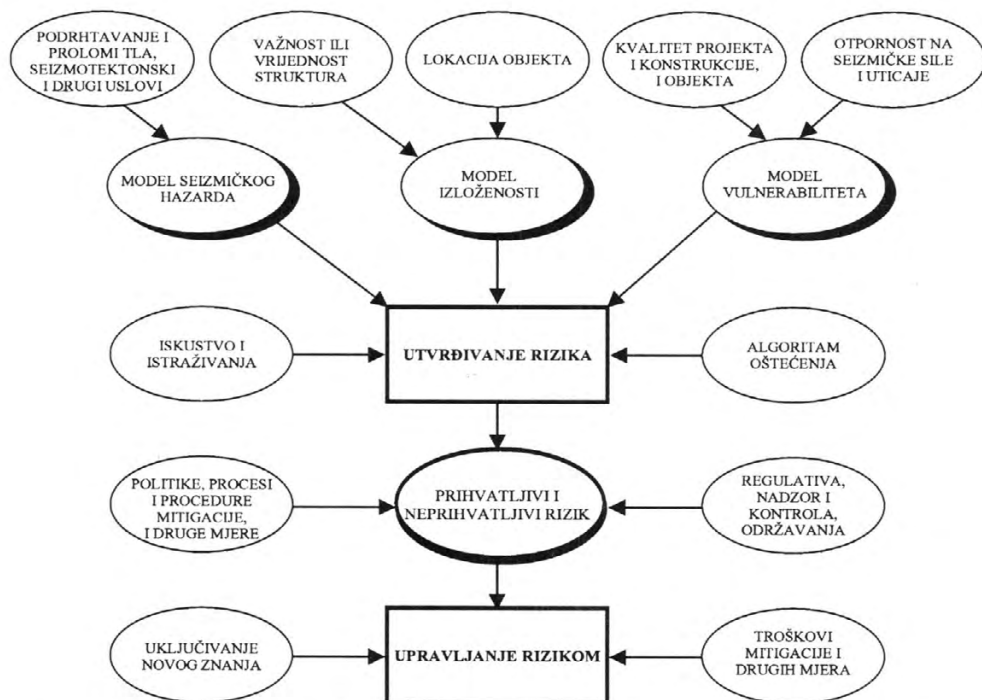 PODRHTAVANJE I
PROLOMI TLA,
SEIZMOTEKTONSKI
I DRUGI USLOVI
VAŽNOST ILI
VRIJEDNOST
STRUKTURA
LOKACIJA OBJEKTA
KVALITET PROJEKTA
I KONSTRUKCIJE,
I OBJEKTA
OTPORNOST NA
SEIZMIČKE SILE
I UTICAJE
MODEL SEIZMIČKOG
HAZARDA
MODEL
IZLOŽENOSTI
MODEL
VULNERABILITETA
ISKUSTVO I
ISTRAŽIVANJA
UTVRĐIVANJE RIZIKA
ALGORITAM
OŠTEĆENJA
POLITIKE, PROCESI
I PROCEDURE
MITIGACIJE,
I DRUGE MJERE
PRIHVATLJIVI I
NEPRIHVATLJIVI RIZIK
REGULATIVA,
NADZOR I
KONTROLA,
ODRŽAVANJA
UKLJUČIVANJE
NOVOG ZNANJA
UPRAVLJANJE RIZIKOM
TROŠKOVI
MITIGACIJE I
DRUGIH MJERA